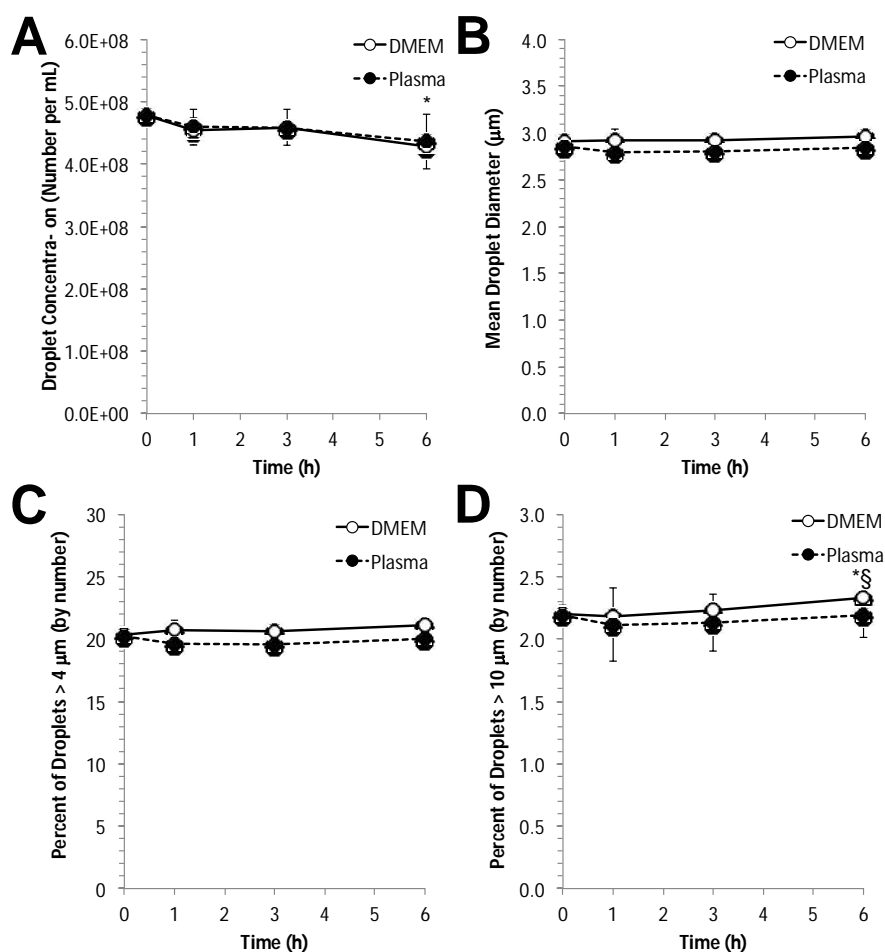 A
Droplet Concentra- on (Number per mL)
6.0E+08
5.0E+08
4.0E+08
3.0E+08
2.0E+08
1.0E+08
0.0E+00
DMEM
Plasma
*
0 1 2 3 4 5 6
Time (h)
B
Mean Droplet Diameter (μm)
4.0
3.5
3.0
2.5
2.0
1.5
1.0
0.5
0.0
DMEM
Plasma
0 1 2 3 4 5 6
Time (h)
C
Percent of Droplets > 4 μm (by number)
30
25
20
15
10
5
0
DMEM
Plasma
0 1 2 3 4 5 6
Time (h)
D
Percent of Droplets > 10 μm (by number)
3.0
2.5
2.0
1.5
1.0
0.5
0.0
DMEM
Plasma
*§
0 1 2 3 4 5 6
Time (h)